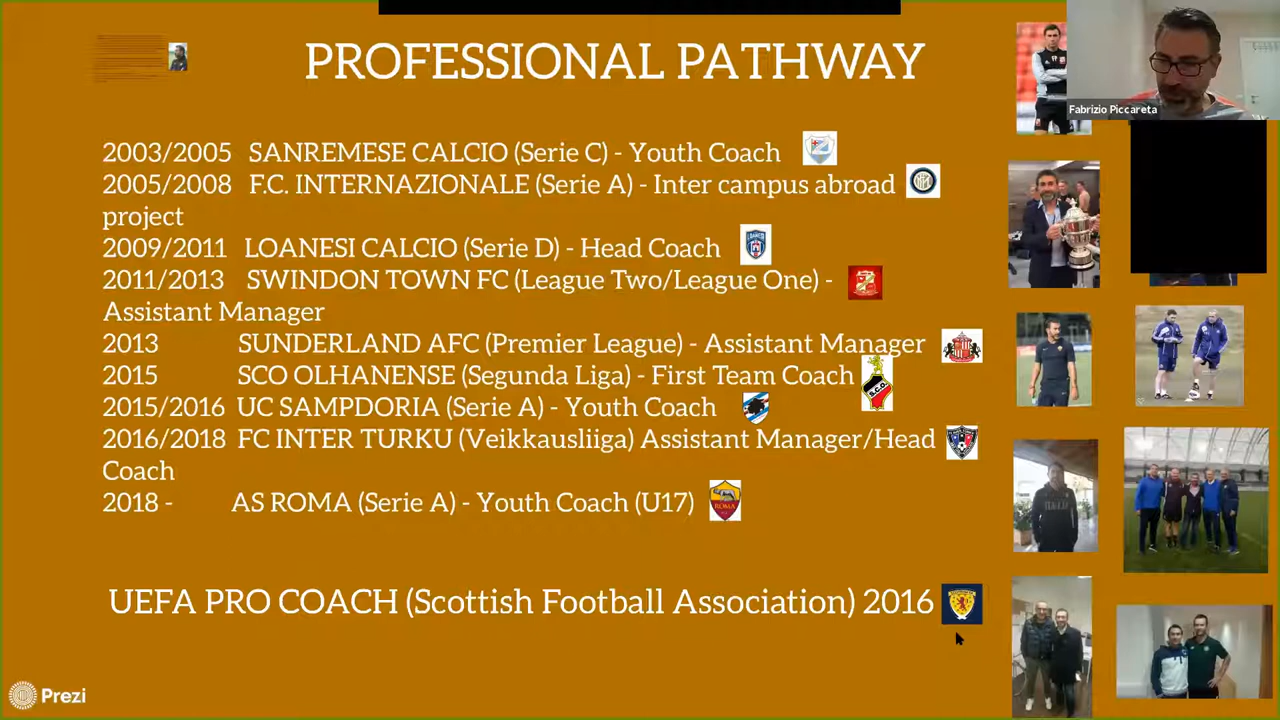 PROFESSIONAL PATHWAY
Fabrizio Piccareta
2003/2005 SANREMESE CALCIO (Serie C) - Youth Coach
2005/2008 F.C. INTERNAZIONALE (Serie A) - Inter campus abroad
project
2009/2011 LOANESI CALCIO (Serie D) - Head Coach
2011/2013 SWINDON TOWN FC (League Two/League One) -
Assistant Manager
2013 SUNDERLAND AFC (Premier League) - Assistant Manager
2015 SCO OLHANENSE (Segunda Liga) - First Team Coach
2015/2016 UC SAMPDORIA (Serie A) - Youth Coach
2016/2018 FC INTER TURKU (Veikkausliiga) Assistant Manager/Head
Coach
2018 - AS ROMA (Serie A) - Youth Coach (U17)
ROMA
UEFA PRO COACH (Scottish Football Association) 2016
Prezi